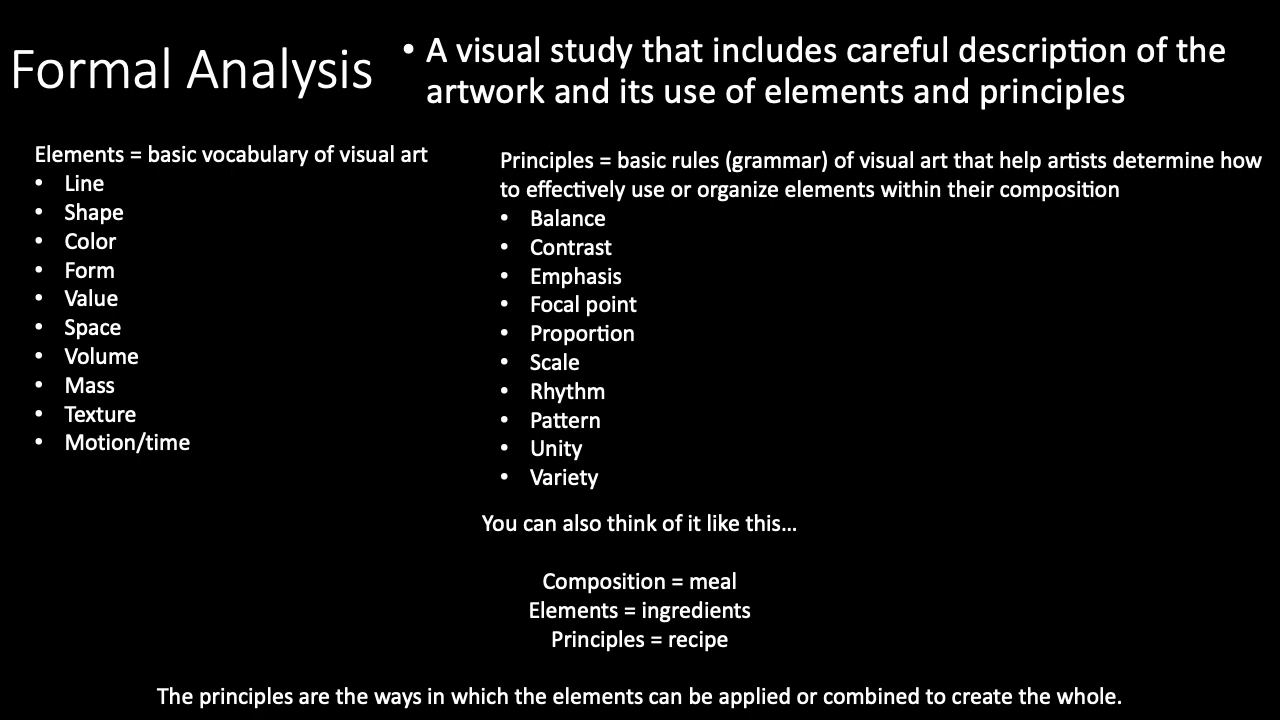 Formal Analysis
• A visual study that includes careful description of the
artwork and its use of elements and principles
Elements = basic vocabulary of visual art
• Line
• Shape
• Color
• Form
• Value
• Space
• Volume
• Mass
• Texture
• Motion/time
Principles = basic rules (grammar) of visual art that help artists determine how
to effectively use or organize elements within their composition
• Balance
• Contrast
• Emphasis
• Focal point
• Proportion
• Scale
• Rhythm
• Pattern
• Unity
• Variety
You can also think of it like this...
Composition = meal
Elements = ingredients
Principles = recipe
The principles are the ways in which the elements can be applied or combined to create the whole.